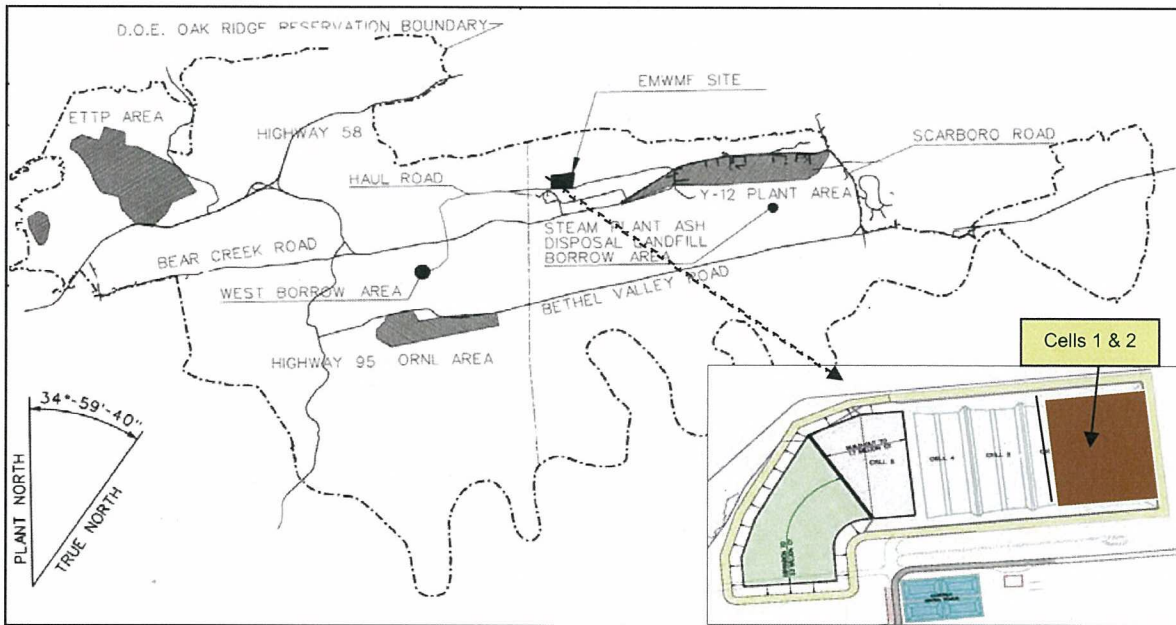 D.O.E. OAK RIDGE RESERVATION BOUNDARY
EMWMF SITE
ETTP AREA
HIGHWAY 58
SCARBORO ROAD
HAUL ROAD
Y-12 PLANT AREA
STEAM PLANT ASH
DISPOSAL LANDFILL
BORROW AREA
BEAR CREEK ROAD
WEST BORROW AREA
BETHEL VALLEY ROAD
HIGHWAY 95 ORNL AREA
Cells 1 & 2
34°-59'-40"
PLANT NORTH
TRUE NORTH
CELL 4